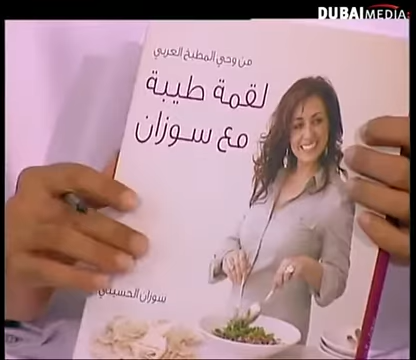 DUBAI MEDIA
من وحي المطبخ العربي
لقمة طيبة
مع سوزان
سوزان الحسيني